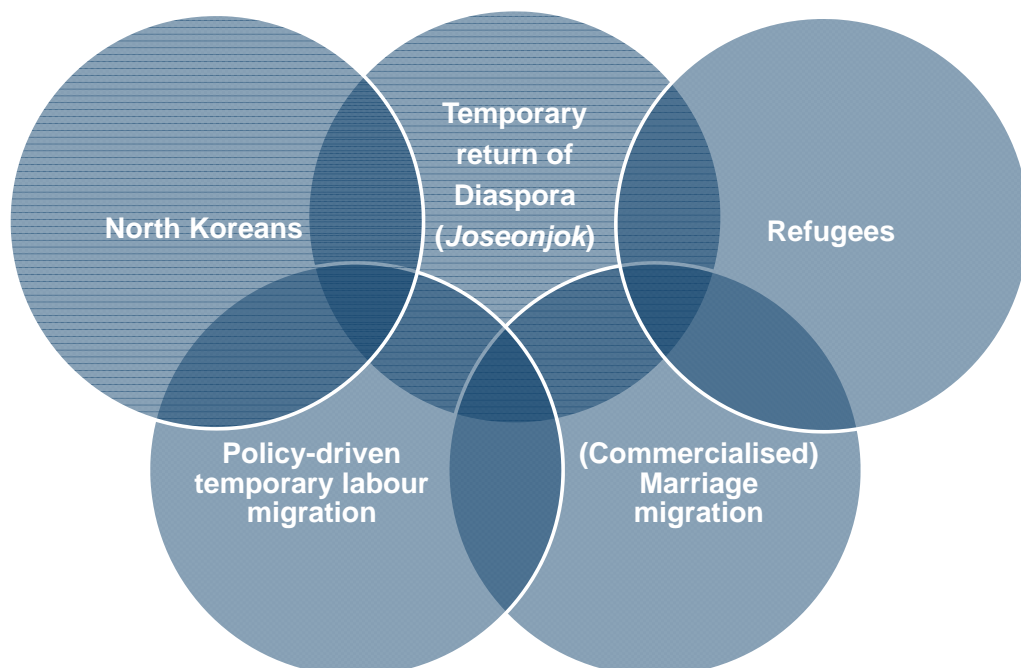 Temporary
return of
Diaspora
(Joseonjok)
North Koreans
Refugees
Policy-driven
temporary labour
migration
(Commercialised)
Marriage
migration